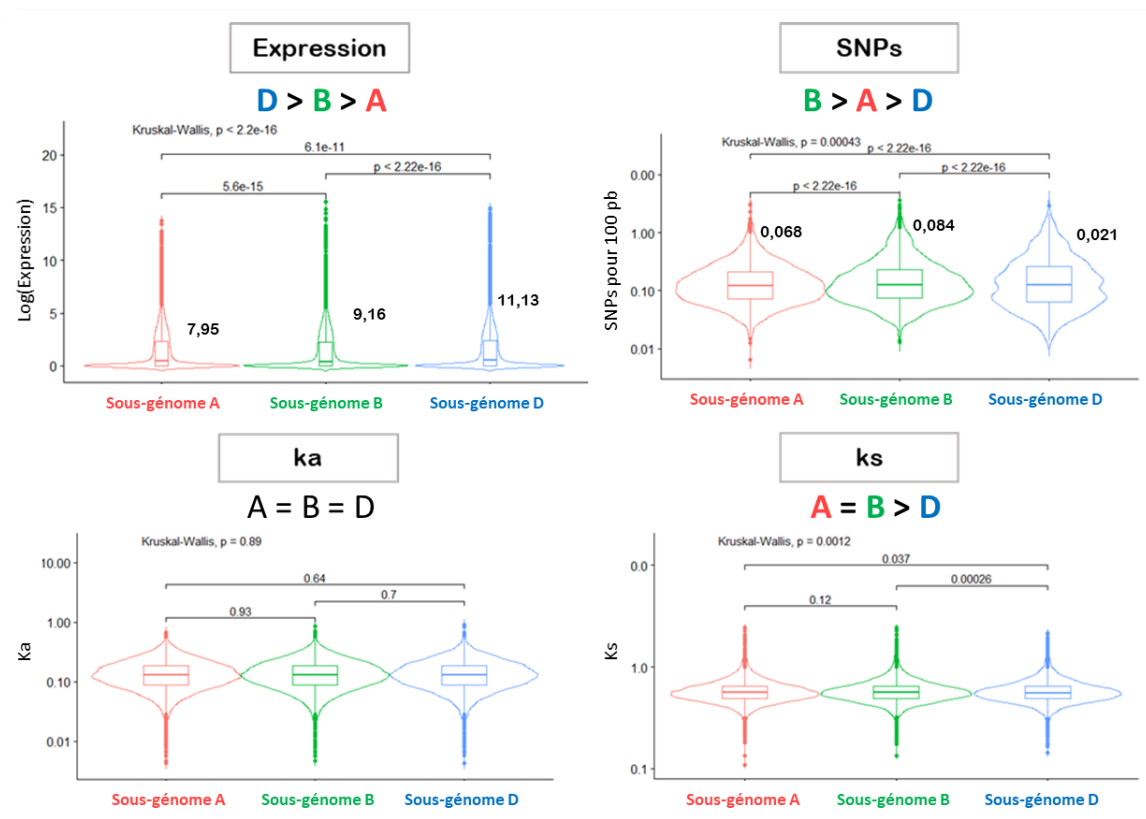 Expression
D > B > A
Kruskal-Wallis, p < 2.2e-16
6.1e-11
p < 2.22e-16
5.6e-15
Log(Expression)
20
15
10
5
0
7,95
9,16
11,13
Sous-génome A
Sous-génome B
Sous-génome D
SNPs
B > A > D
Kruskal-Wallis, p = 0.00043
p < 2.22e-16
p < 2.22e-16
p < 2.22e-16
SNPs pour 100 pb
0.00
1.00
0.10
0.01
0,068
0,084
0,021
Sous-génome A
Sous-génome B
Sous-génome D
ka
A = B = D
Kruskal-Wallis, p = 0.89
0.64
0.7
0.93
Ka
10.00
1.00
0.10
0.01
Sous-génome A
Sous-génome B
Sous-génome D
ks
A = B > D
Kruskal-Wallis, p = 0.0012
0.037
0.00026
0.12
Ks
0.0
1.0
0.1
Sous-génome A
Sous-génome B
Sous-génome D